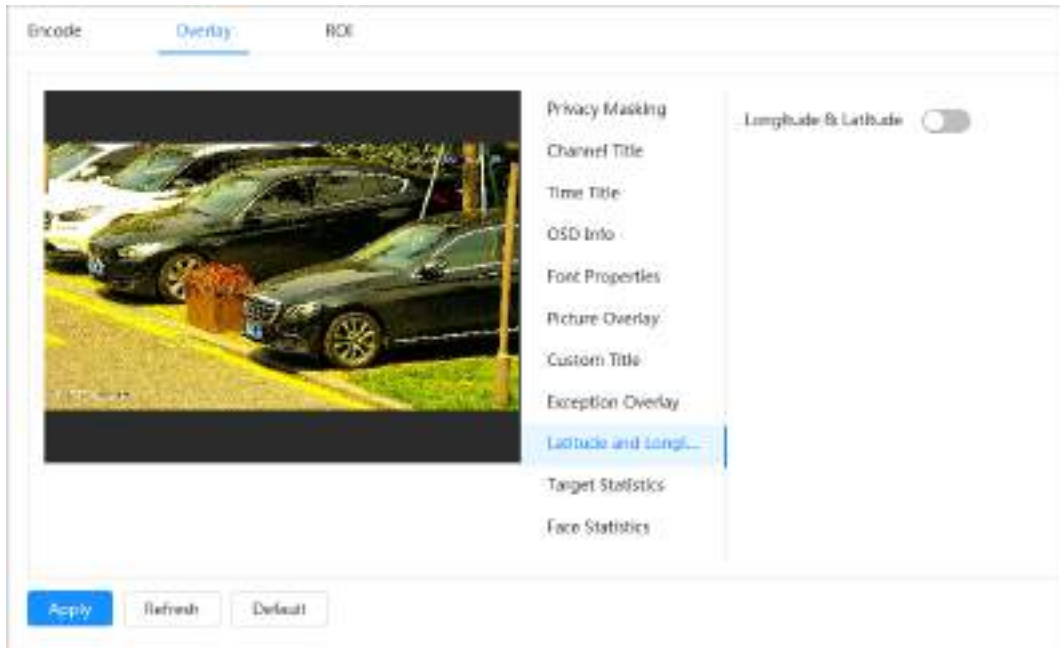 Encode
Overlay
ROI
Privacy Masking
Channel Title
Time Title
OSD Info
Font Properties
Picture Overlay
Custom Title
Exception Overlay
Latitude and Longi...
Target Statistics
Face Statistics
Longitude & Latitude
Apply
Refresh
Default